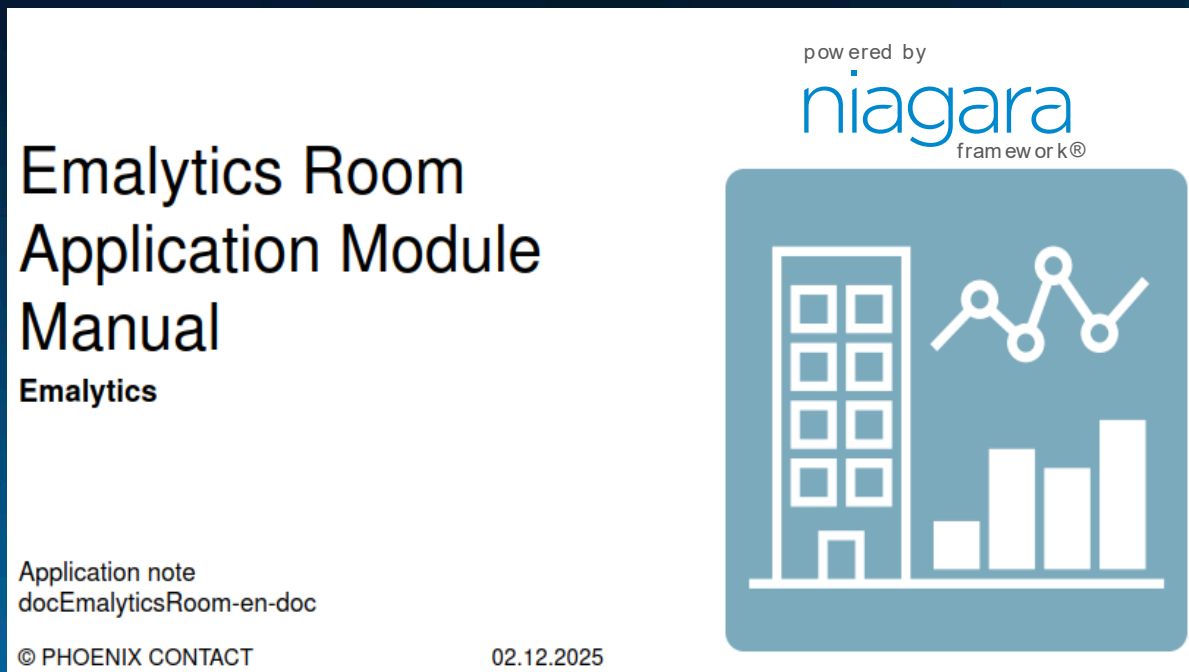 powered by
niagara
framework®
Emalytics Room
Application Module
Manual
Emalytics
Application note
docEmalyticsRoom-en-doc
© PHOENIX CONTACT 02.12.2025